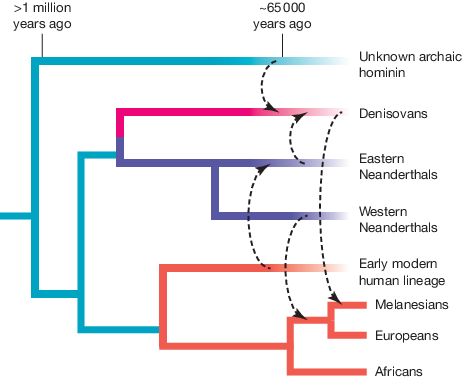 >1 million
years ago
~65 000
years ago
Unknown archaic
hominin
Denisovans
Eastern
Neanderthals
Western
Neanderthals
Early modern
human lineage
Melanesians
Europeans
Africans